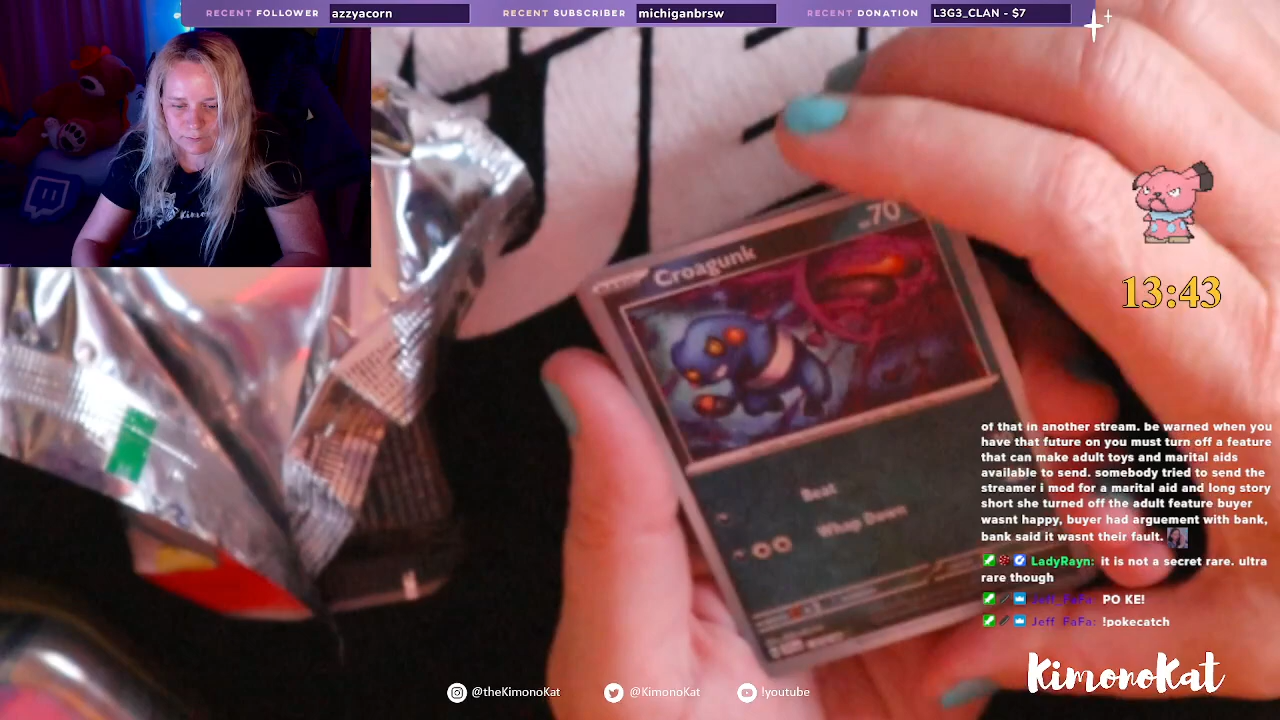 RECENT FOLLOWER azzyacorn RECENT SUBSCRIBER michiganbrsw RECENT DONATION L3G3_CLAN - $7
Kimono
Croagunk 70
13:43
Beat
Whap Down
of that in another stream. be warned when you
have that future on you must turn off a feature
that can make adult toys and marital aids
available to send. somebody tried to send the
streamer i mod for a marital aid and long story
short she turned off the adult feature buyer
wasnt happy, buyer had arguement with bank,
bank said it wasnt their fault.
LadyRayn: it is not a secret rare. ultra
rare though
Jeff_FaFa: PO KE!
Jeff_FaFa: !pokecatch
KimonoKat
@theKimonoKat @KimonoKat !youtube